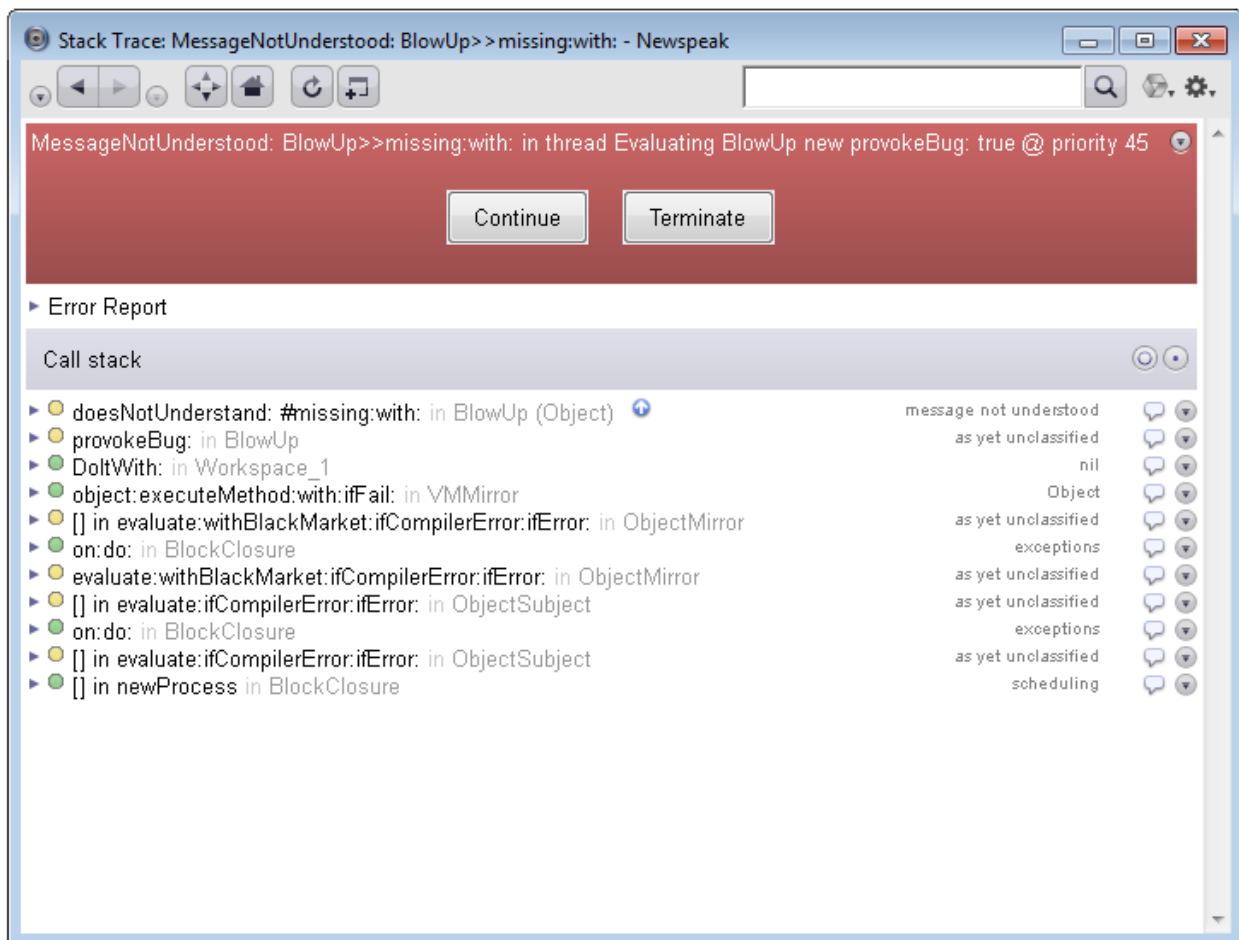 Stack Trace: MessageNotUnderstood: BlowUp>>missing:with: - Newspeak
MessageNotUnderstood: BlowUp>>missing:with: in thread Evaluating BlowUp new provokeBug: true @ priority 45
Continue Terminate
Error Report
Call stack
doesNotUnderstand: #missing:with: in BlowUp (Object) message not understood
provokeBug: in BlowUp as yet unclassified
DoItWith: in Workspace_1 nil
object:executeMethod:with:ifFail: in VMMirror Object
[] in evaluate:withBlackMarket:ifCompilerError:ifError: in ObjectMirror as yet unclassified
on:do: in BlockClosure exceptions
evaluate:withBlackMarket:ifCompilerError:ifError: in ObjectMirror as yet unclassified
[] in evaluate:ifCompilerError:ifError: in ObjectSubject as yet unclassified
on:do: in BlockClosure exceptions
[] in evaluate:ifCompilerError:ifError: in ObjectSubject as yet unclassified
[] in newProcess in BlockClosure scheduling